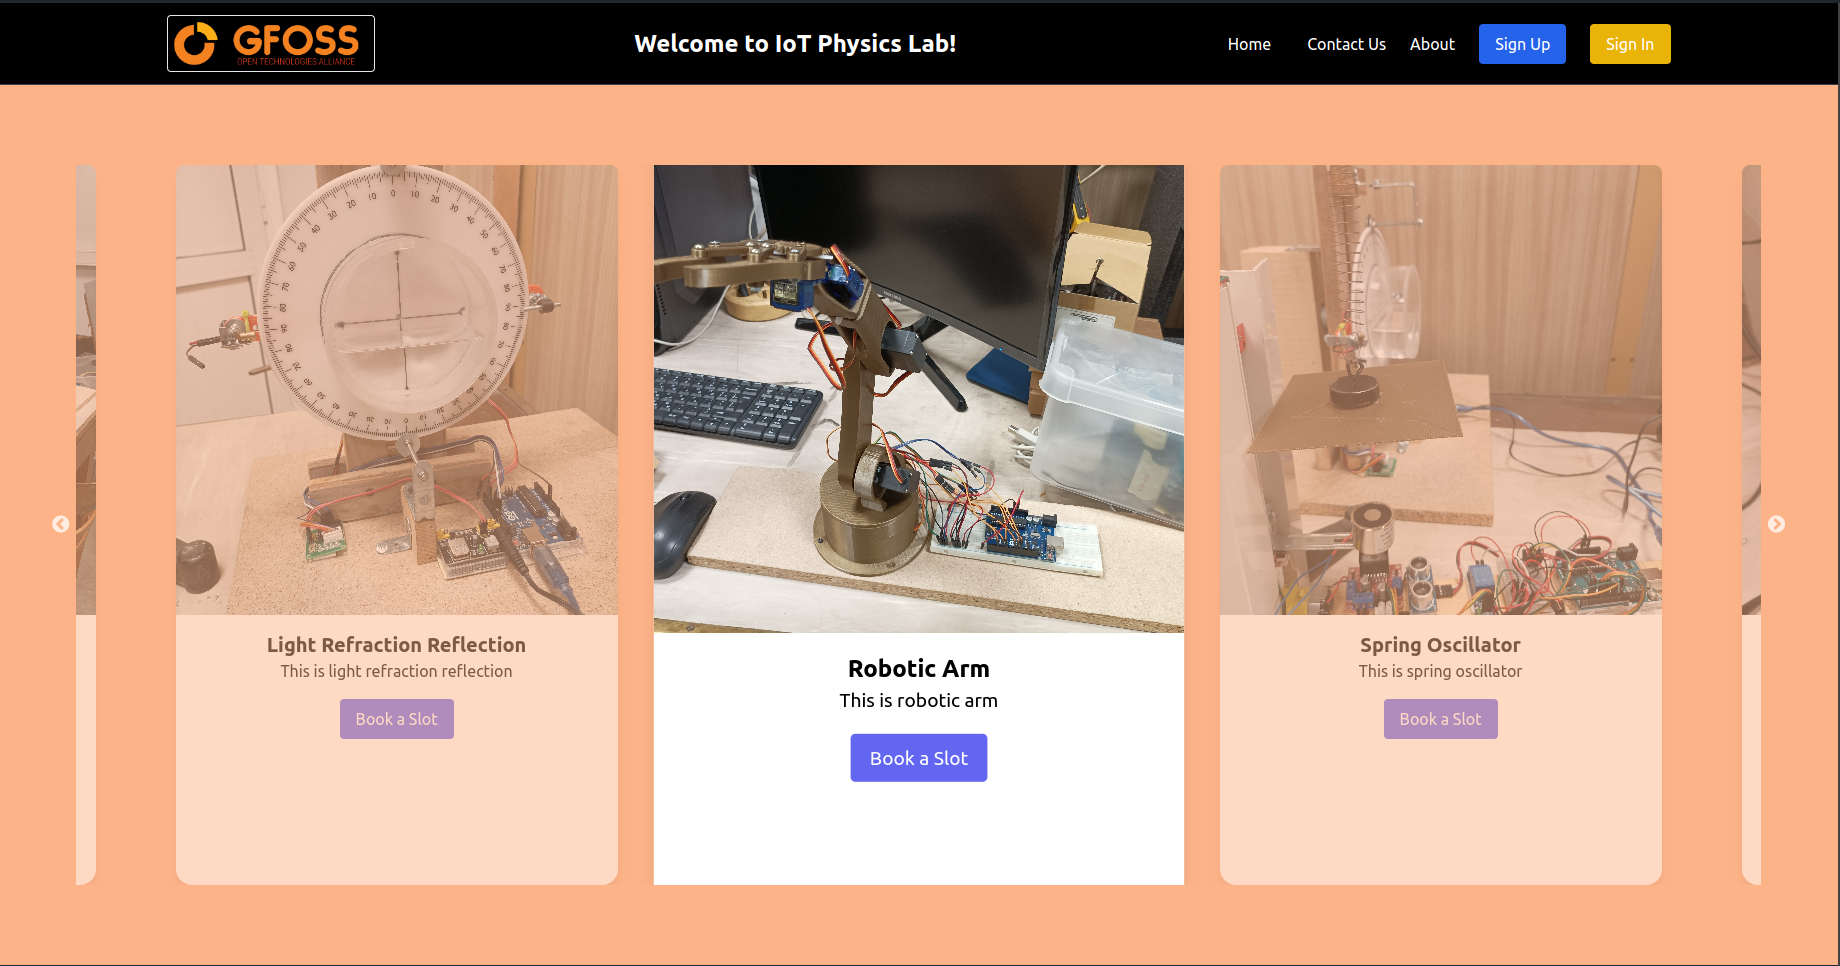 GFOSS
OPEN TECHNOLOGIES ALLIANCE
Welcome to IoT Physics Lab!
Home
Contact Us
About
Sign Up
Sign In
Light Refraction Reflection
This is light refraction reflection
Book a Slot
Robotic Arm
This is robotic arm
Book a Slot
Spring Oscillator
This is spring oscillator
Book a Slot